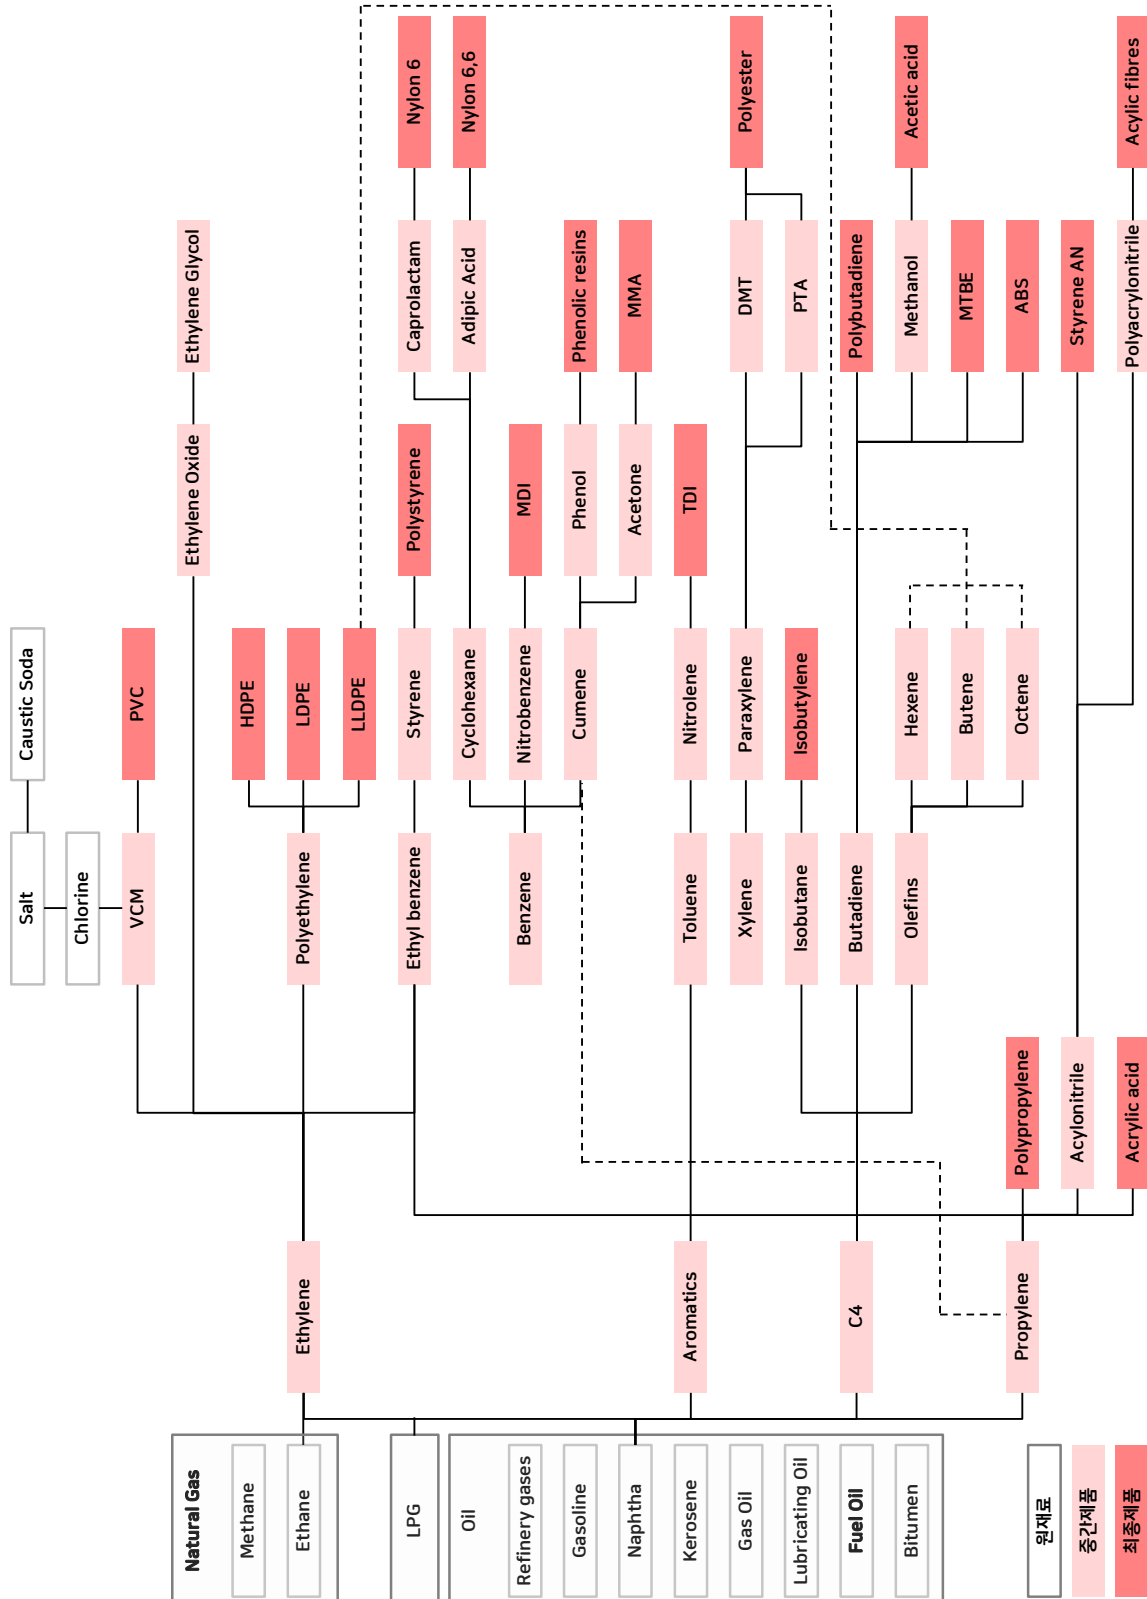 Natural Gas
Methane
Ethane
LPG
Oil
Refinery gases
Gasoline
Naphtha
Kerosene
Gas Oil
Lubricating Oil
Fuel Oil
Bitumen
원재료
중간제품
최종제품
Ethylene
Aromatics
C4
Propylene
Polypropylene
Acylonitrile
Acrylic acid
Salt
Chlorine
VCM
Polyethylene
Ethyl benzene
Benzene
Toluene
Xylene
Isobutane
Butadiene
Olefins
Caustic Soda
PVC
HDPE
LDPE
LLDPE
Styrene
Cyclohexane
Nitrobenzene
Cumene
Nitrolene
Paraxylene
Isobutylene
Hexene
Butene
Octene
Ethylene Oxide
Polystyrene
MDI
Phenol
Acetone
TDI
Ethylene Glycol
Caprolactam
Adipic Acid
Phenolic resins
MMA
DMT
PTA
Polybutadiene
Methanol
MTBE
ABS
Styrene AN
Polyacrylonitrile
Nylon 6
Nylon 6,6
Polyester
Acetic acid
Acylic fibres